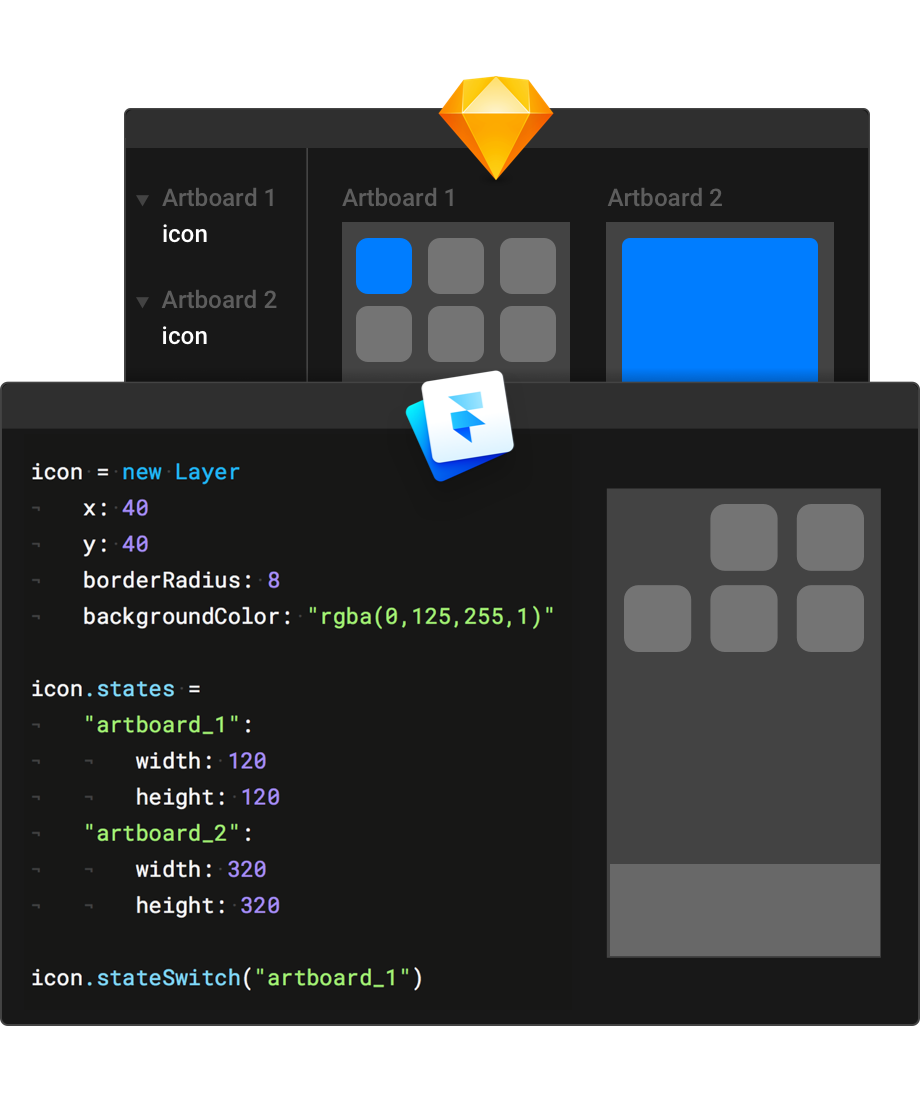 Artboard 1
icon
Artboard 2
icon
Artboard 1
Artboard 2
icon = new Layer
x: 40
y: 40
borderRadius: 8
backgroundColor: "rgba(0,125,255,1)"
icon.states =
"artboard_1":
width: 120
height: 120
"artboard_2":
width: 320
height: 320
icon.stateSwitch("artboard_1")